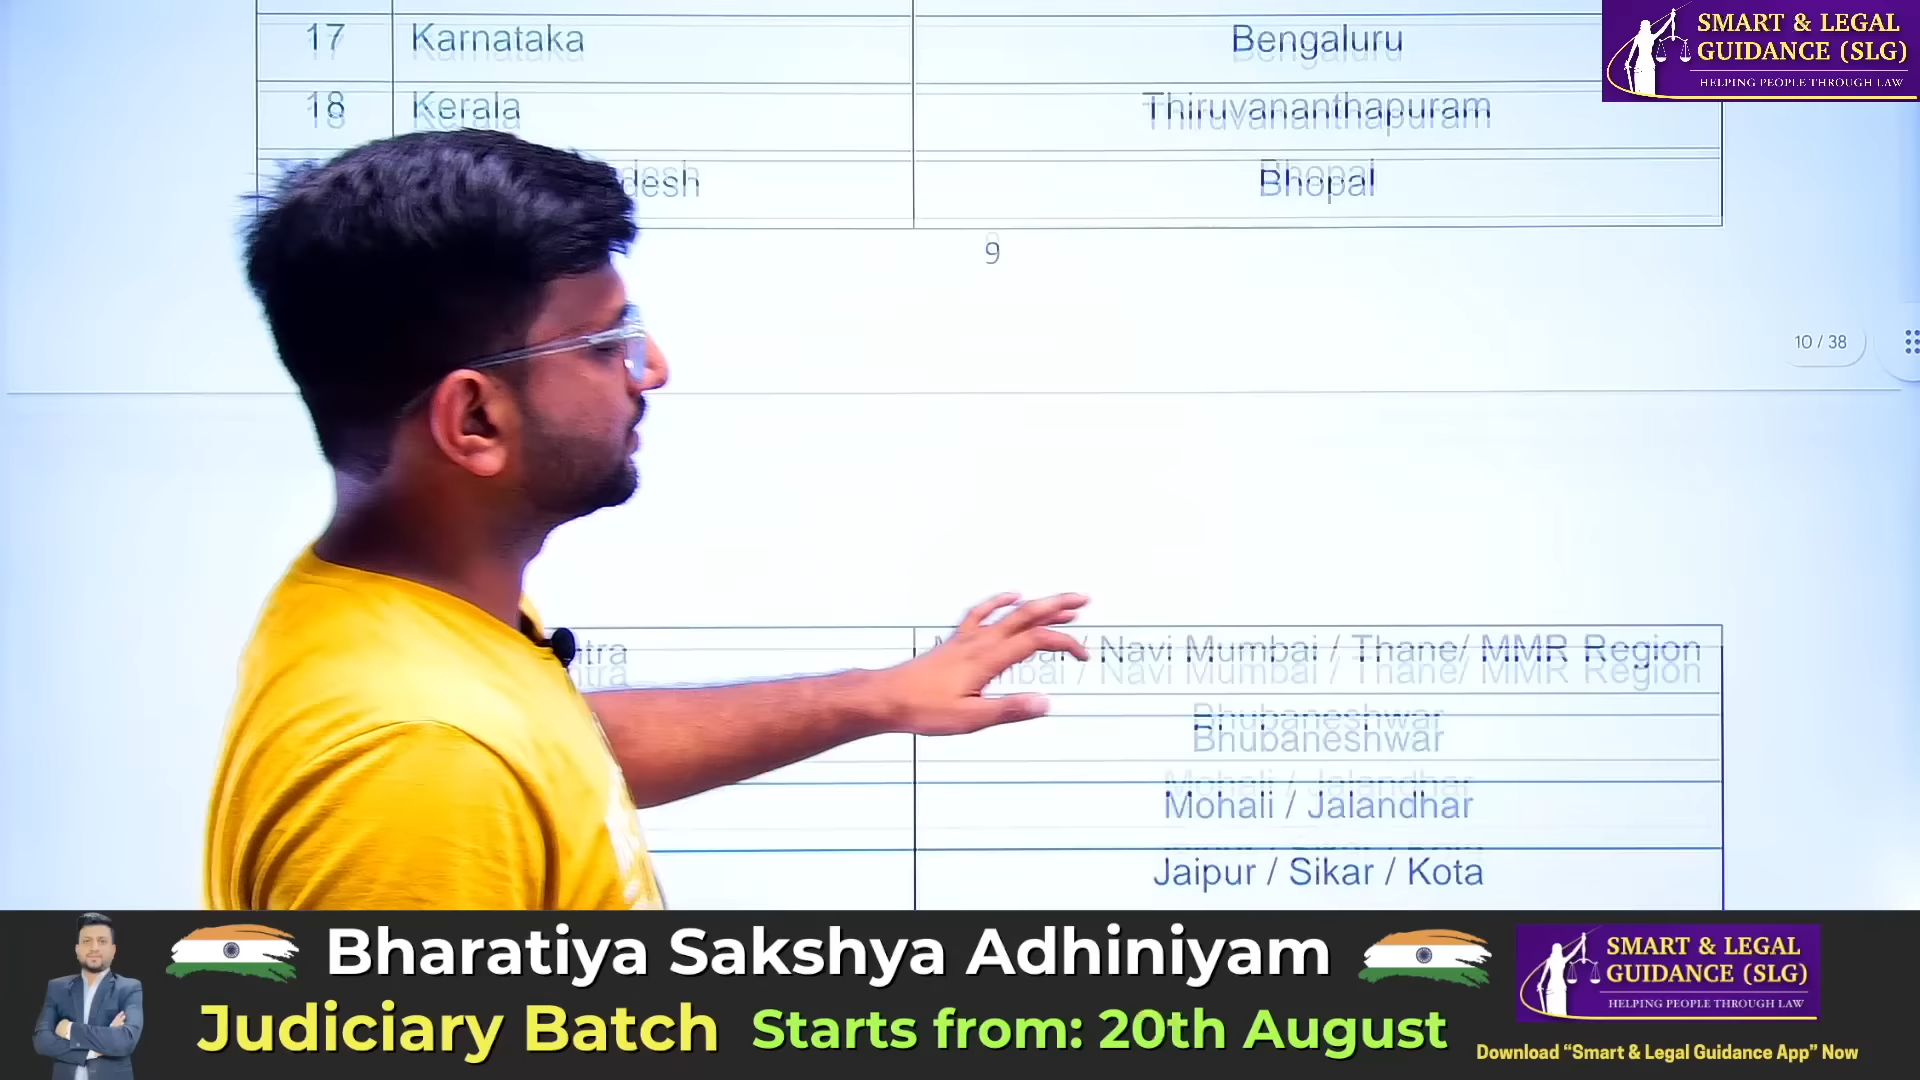 17 Karnataka Bengaluru
18 Kerala Thiruvananthapuram
desh Bhopal
9
10 / 38
tra / Navi Mumbai / Thane/ MMR Region
Bhubaneshwar
Mohali / Jalandhar
Jaipur / Sikar / Kota
SMART & LEGAL
GUIDANCE (SLG)
HELPING PEOPLE THROUGH LAW
Bharatiya Sakshya Adhiniyam
Judiciary Batch Starts from: 20th August
SMART & LEGAL
GUIDANCE (SLG)
HELPING PEOPLE THROUGH LAW
Download “Smart & Legal Guidance App” Now